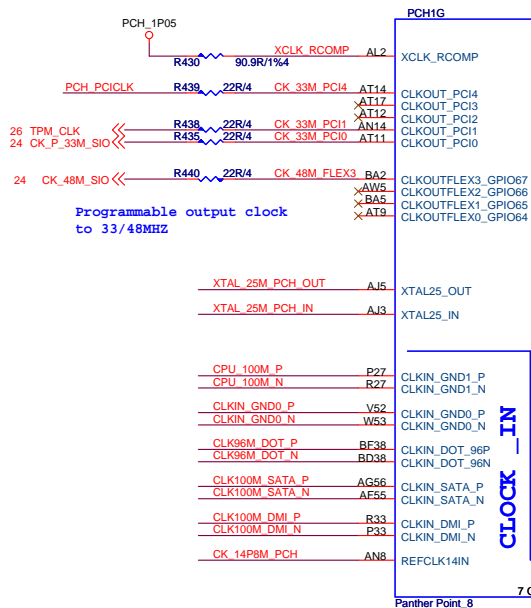 PCH1G
PCH_1P05
R430 90.9R/1%4 XCLK_RCOMP AL2 XCLK_RCOMP
PCH_PCICLK R439 22R/4 CK_33M_PCI4 AT14 CLKOUT_PCI4
AT17 CLKOUT_PCI3
AT12 CLKOUT_PCI2
26 TPM_CLK R438 22R/4 CK_33M_PCI1 AN14 CLKOUT_PCI1
24 CK_P_33M_SIO R435 22R/4 CK_33M_PCI0 AT11 CLKOUT_PCI0
24 CK_48M_SIO R440 22R/4 CK_48M_FLEX3 BA2 CLKOUTFLEX3_GPIO67
AW5 CLKOUTFLEX2_GPIO66
BA5 CLKOUTFLEX1_GPIO65
AT9 CLKOUTFLEX0_GPIO64
Programmable output clock
to 33/48MHZ
XTAL_25M_PCH_OUT AJ5 XTAL25_OUT
XTAL_25M_PCH_IN AJ3 XTAL25_IN
CPU_100M_P P27 CLKIN_GND1_P
CPU_100M_N R27 CLKIN_GND1_N
CLKIN_GND0_P V52 CLKIN_GND0_P
CLKIN_GND0_N W53 CLKIN_GND0_N
CLK96M_DOT_P BF38 CLKIN_DOT_96P
CLK96M_DOT_N BD38 CLKIN_DOT_96N
CLK100M_SATA_P AG56 CLKIN_SATA_P
CLK100M_SATA_N AF55 CLKIN_SATA_N
CLK100M_DMI_P R33 CLKIN_DMI_P
CLK100M_DMI_N P33 CLKIN_DMI_N
CK_14P8M_PCH AN8 REFCLK14IN
CLOCK _IN
7 O
Panther Point_8